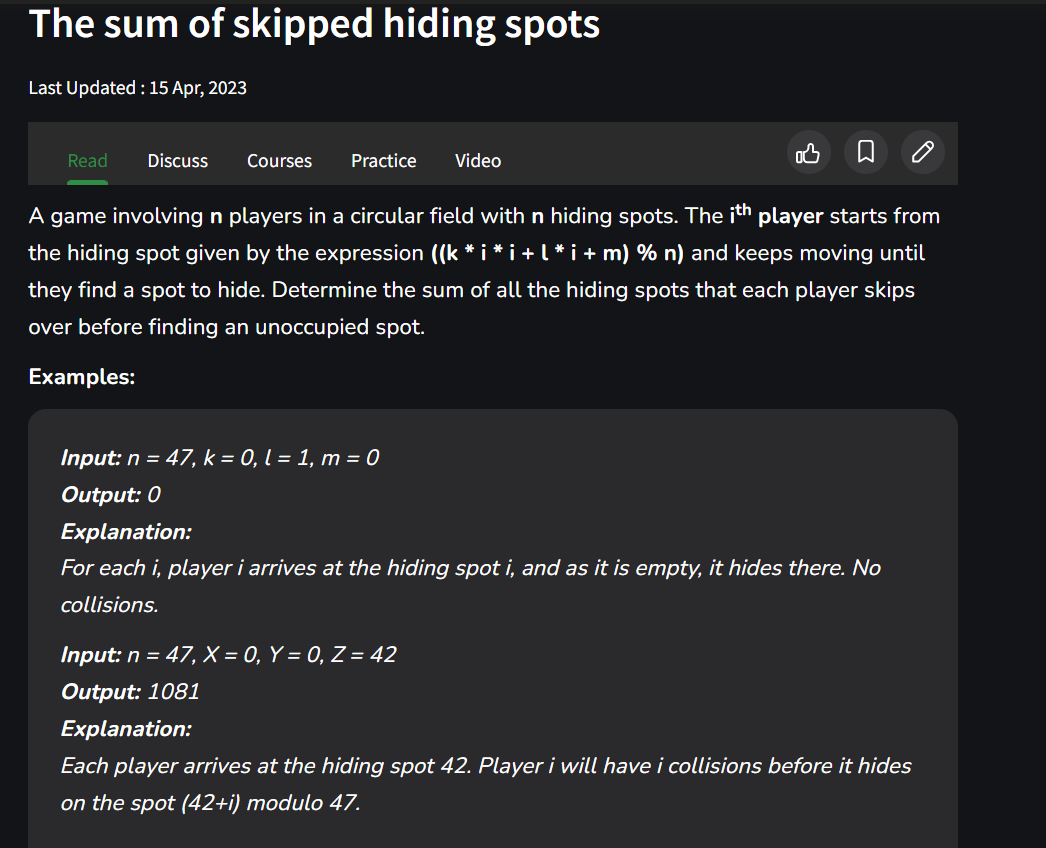 The sum of skipped hiding spots
Last Updated : 15 Apr, 2023
Read Discuss Courses Practice Video
A game involving n players in a circular field with n hiding spots. The ith player starts from
the hiding spot given by the expression ((k * i * i + l * i + m) % n) and keeps moving until
they find a spot to hide. Determine the sum of all the hiding spots that each player skips
over before finding an unoccupied spot.
Examples:
Input: n = 47, k = 0, l = 1, m = 0
Output: 0
Explanation:
For each i, player i arrives at the hiding spot i, and as it is empty, it hides there. No
collisions.
Input: n = 47, X = 0, Y = 0, Z = 42
Output: 1081
Explanation:
Each player arrives at the hiding spot 42. Player i will have i collisions before it hides
on the spot (42+i) modulo 47.